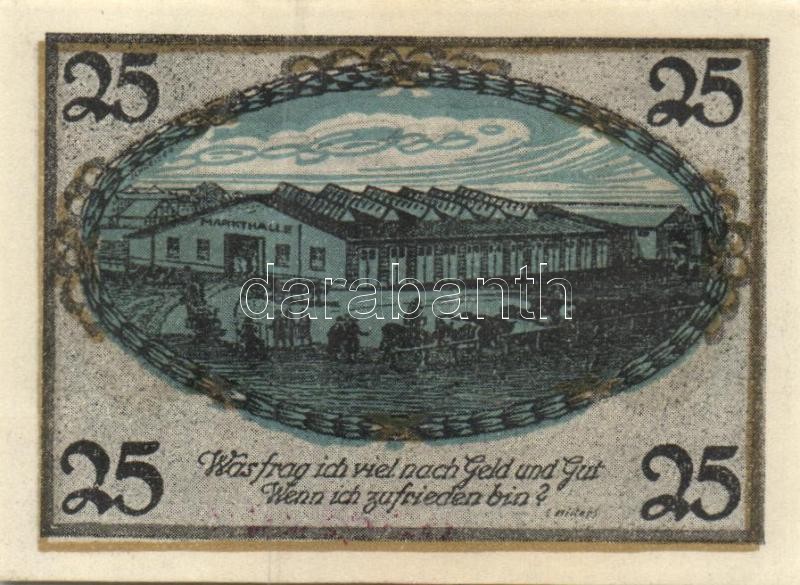 25 25
MARKTHALLE
darabanth
25 25
Was frag ich viel nach Geld und Gut
Wenn ich zufrieden bin?